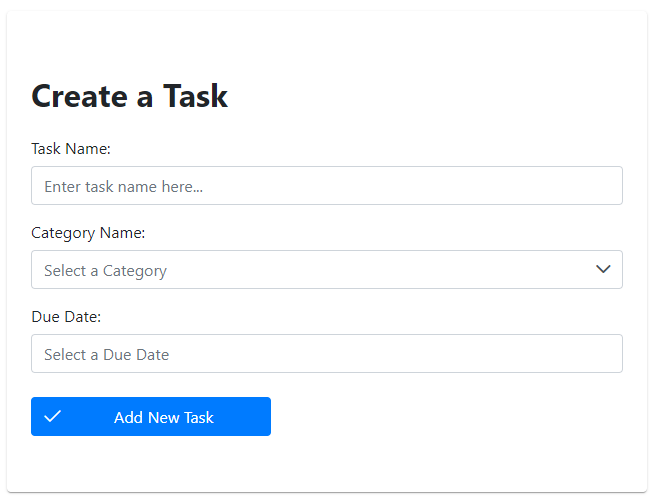 Create a Task
Task Name:
Enter task name here...
Category Name:
Select a Category
Due Date:
Select a Due Date
Add New Task